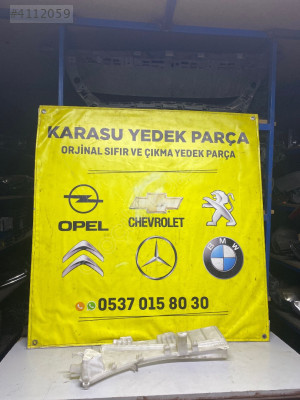 #4112059
KARASU YEDEK PARÇA
ORJİNAL SIFIR VE ÇIKMA YEDEK PARÇA
OPEL
CHEVROLET
BMW
0537 015 80 30